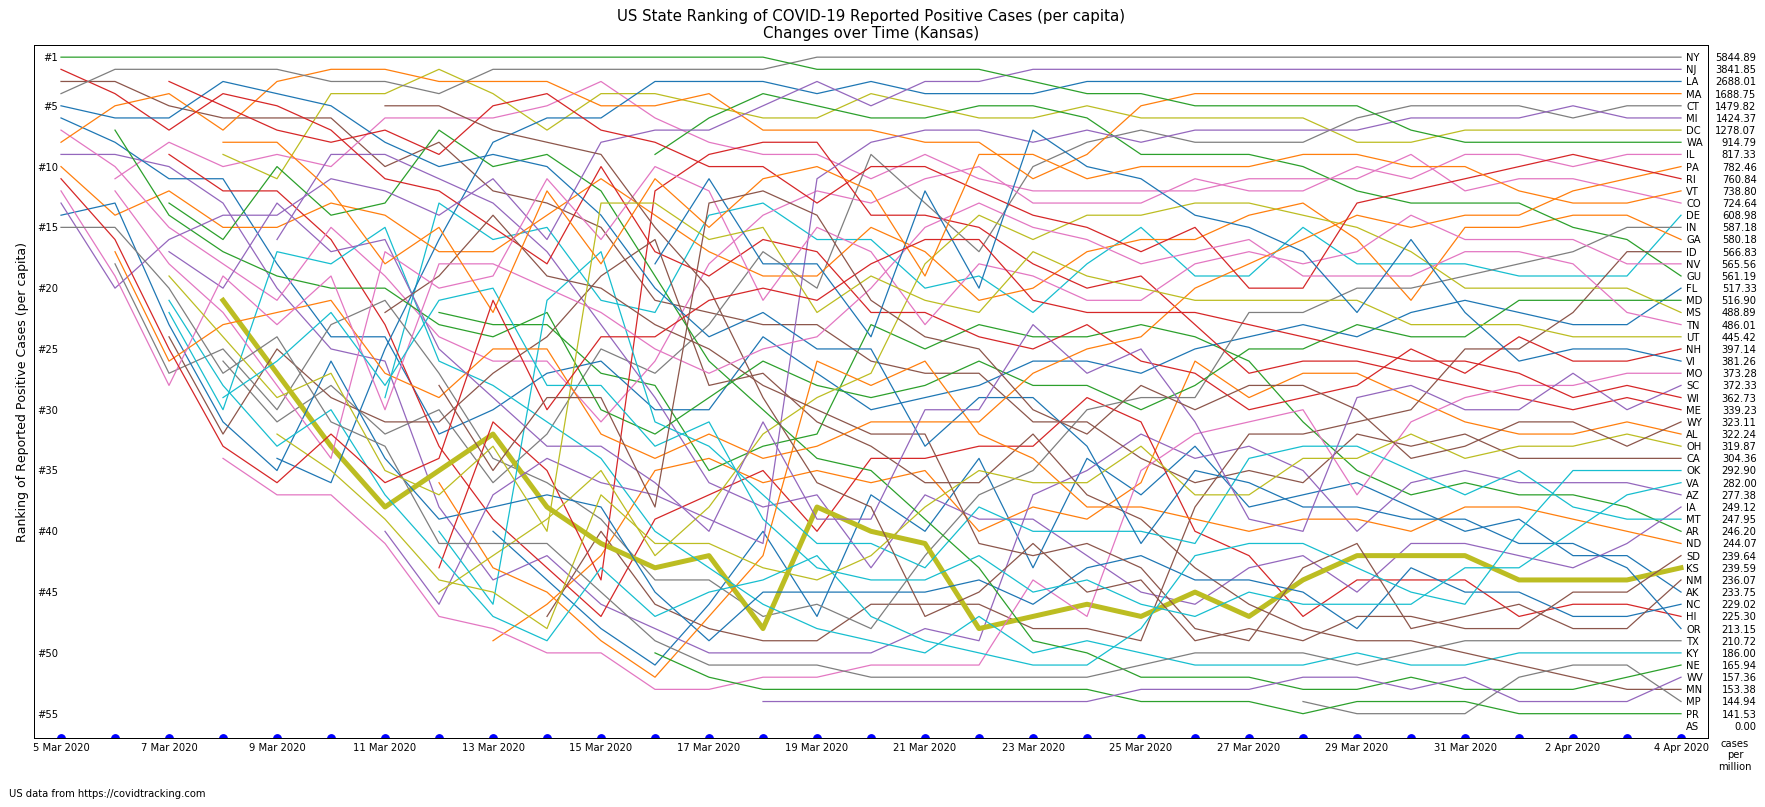 US State Ranking of COVID-19 Reported Positive Cases (per capita)
Changes over Time (Kansas)
Ranking of Reported Positive Cases (per capita)
#1
#5
#10
#15
#20
#25
#30
#35
#40
#45
#50
#55
NY 5844.89
NJ 3841.85
LA 2688.01
MA 1688.75
CT 1479.82
MI 1424.37
DC 1278.07
WA 914.79
IL 817.33
PA 782.46
RI 760.84
VT 738.80
CO 724.64
DE 608.98
IN 587.18
GA 580.18
ID 566.83
NV 565.56
GU 561.19
FL 517.33
MD 516.90
MS 488.89
TN 486.01
UT 445.42
NH 397.14
VI 381.26
MO 373.28
SC 372.33
WI 362.73
ME 339.23
WY 323.11
AL 322.24
OH 319.87
CA 304.36
OK 292.90
VA 282.00
AZ 277.38
IA 249.12
MT 247.95
AR 246.20
ND 244.07
SD 239.64
KS 239.59
NM 236.07
AK 233.75
NC 229.02
HI 225.30
OR 213.15
TX 210.72
KY 186.00
NE 165.94
WV 157.36
MN 153.38
MP 144.94
PR 141.53
AS 0.00
5 Mar 2020 7 Mar 2020 9 Mar 2020 11 Mar 2020 13 Mar 2020 15 Mar 2020 17 Mar 2020 19 Mar 2020 21 Mar 2020 23 Mar 2020 25 Mar 2020 27 Mar 2020 29 Mar 2020 31 Mar 2020 2 Apr 2020 4 Apr 2020
cases
per
million
US data from https://covidtracking.com